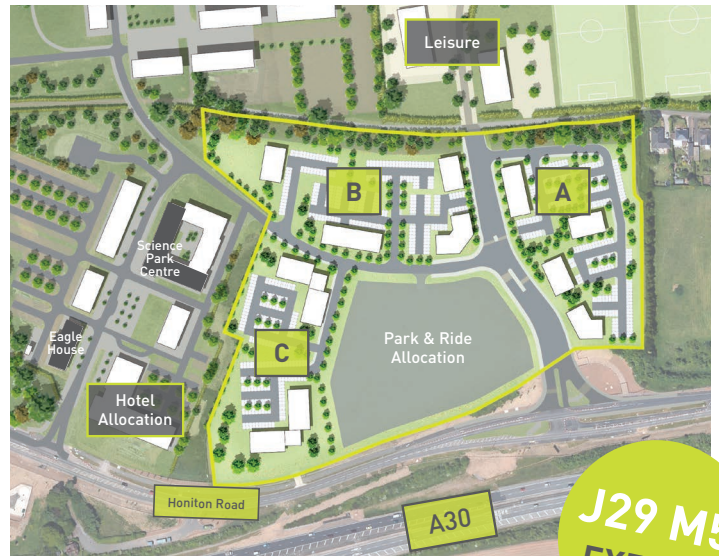 Leisure
B
A
Science
Park
Centre
Park & Ride
Allocation
Eagle
House
C
Hotel
Allocation
Honiton Road
A30
J29 M5